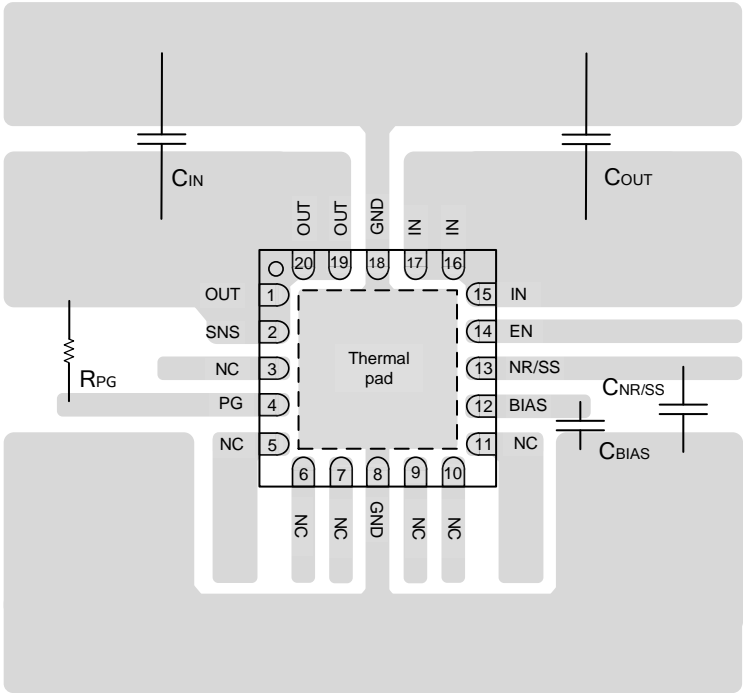 CIN
COUT
OUT
OUT
GND
IN
IN
20
19
18
17
16
OUT
1
15
IN
SNS
2
14
EN
NC
3
Thermal
pad
13
NR/SS
RPG
CNR/SS
PG
4
12
BIAS
NC
5
11
NC
CBIAS
6
7
8
9
10
NC
NC
GND
NC
NC